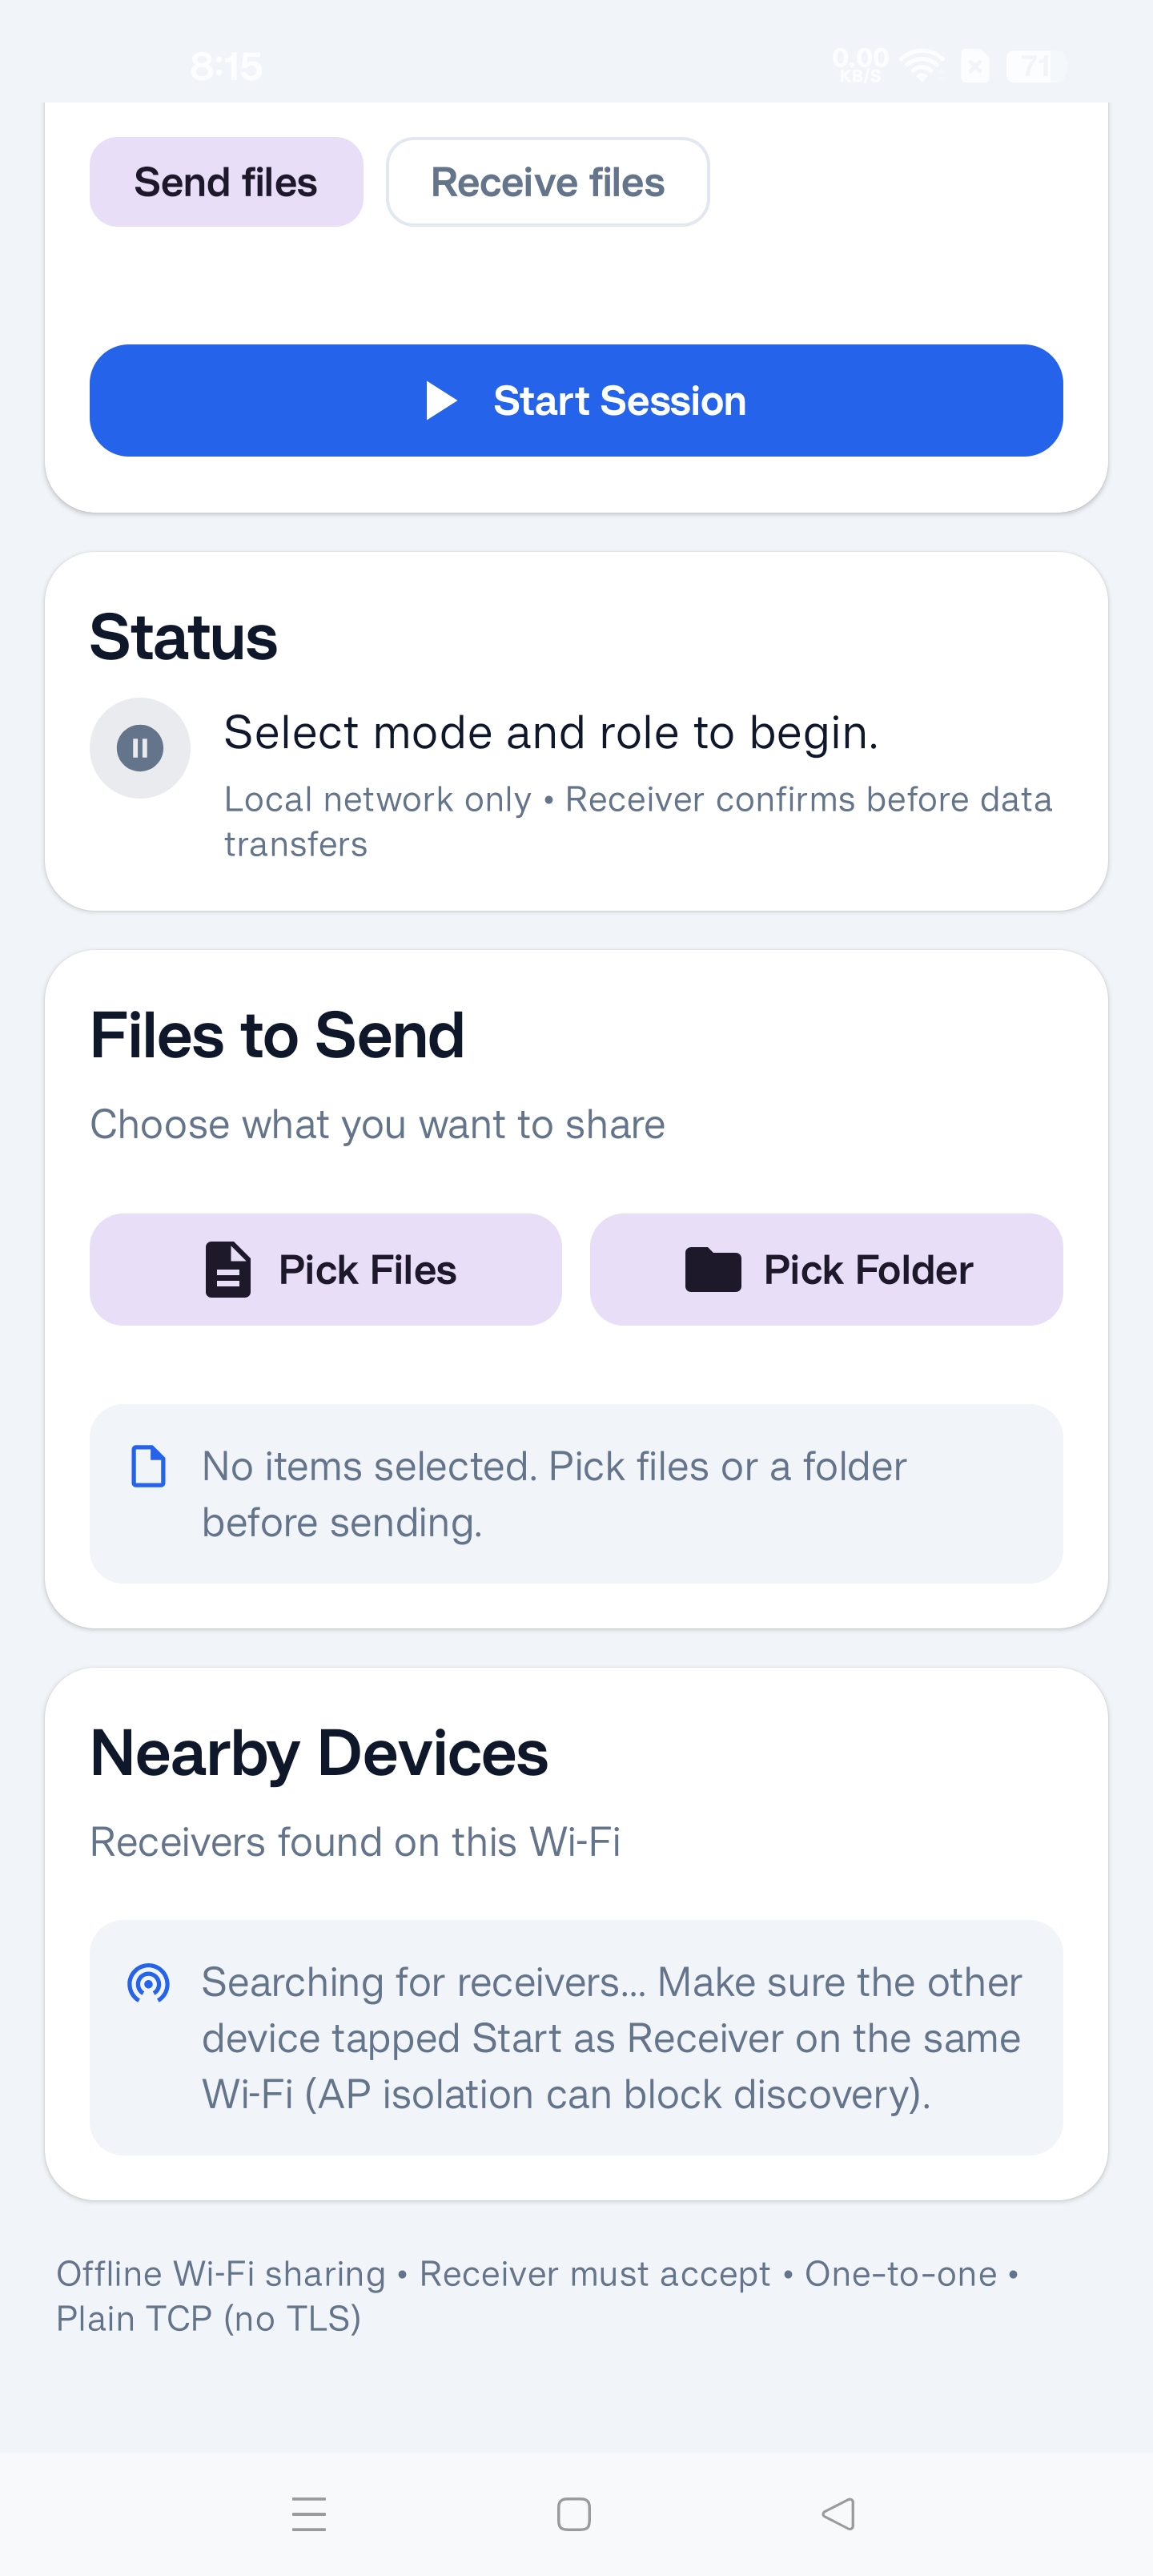 8:15
0.00
KB/S
71
Send files
Receive files
Start Session
Status
Select mode and role to begin.
Local network only • Receiver confirms before data
transfers
Files to Send
Choose what you want to share
Pick Files
Pick Folder
No items selected. Pick files or a folder
before sending.
Nearby Devices
Receivers found on this Wi-Fi
Searching for receivers... Make sure the other
device tapped Start as Receiver on the same
Wi-Fi (AP isolation can block discovery).
Offline Wi-Fi sharing • Receiver must accept • One-to-one •
Plain TCP (no TLS)